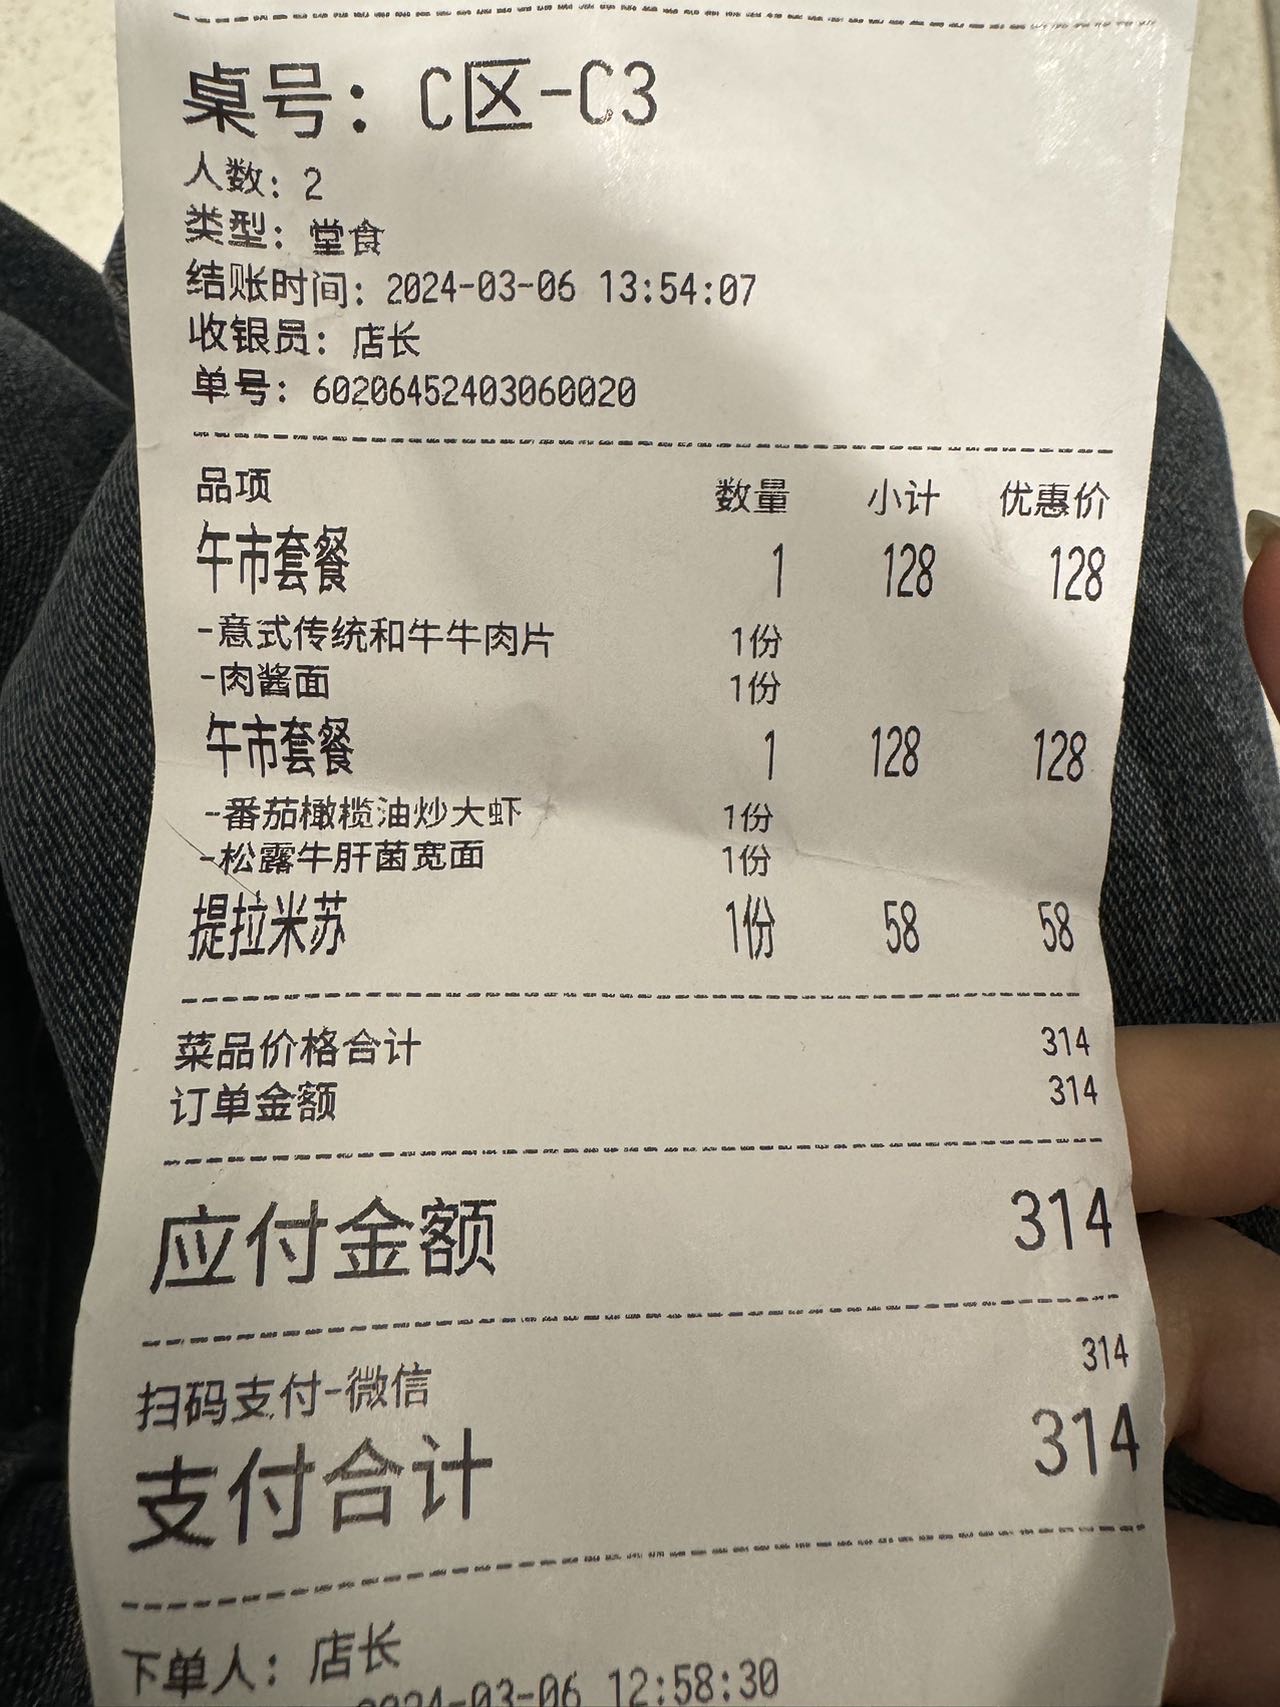 桌号：C区-C3
人数：2
类型：堂食
结账时间：2024-03-06 13:54:07
收银员：店长
单号：60206452403060020
品项 数量 小计 优惠价
午市套餐 1 128 128
-意式传统和牛牛肉片 1份
-肉酱面 1份
午市套餐 1 128 128
-番茄橄榄油炒大虾 1份
-松露牛肝菌宽面 1份
提拉米苏 1份 58 58
菜品价格合计 314
订单金额 314
应付金额 314
扫码支付-微信 314
支付合计 314
下单人：店长
2024-03-06 12:58:30